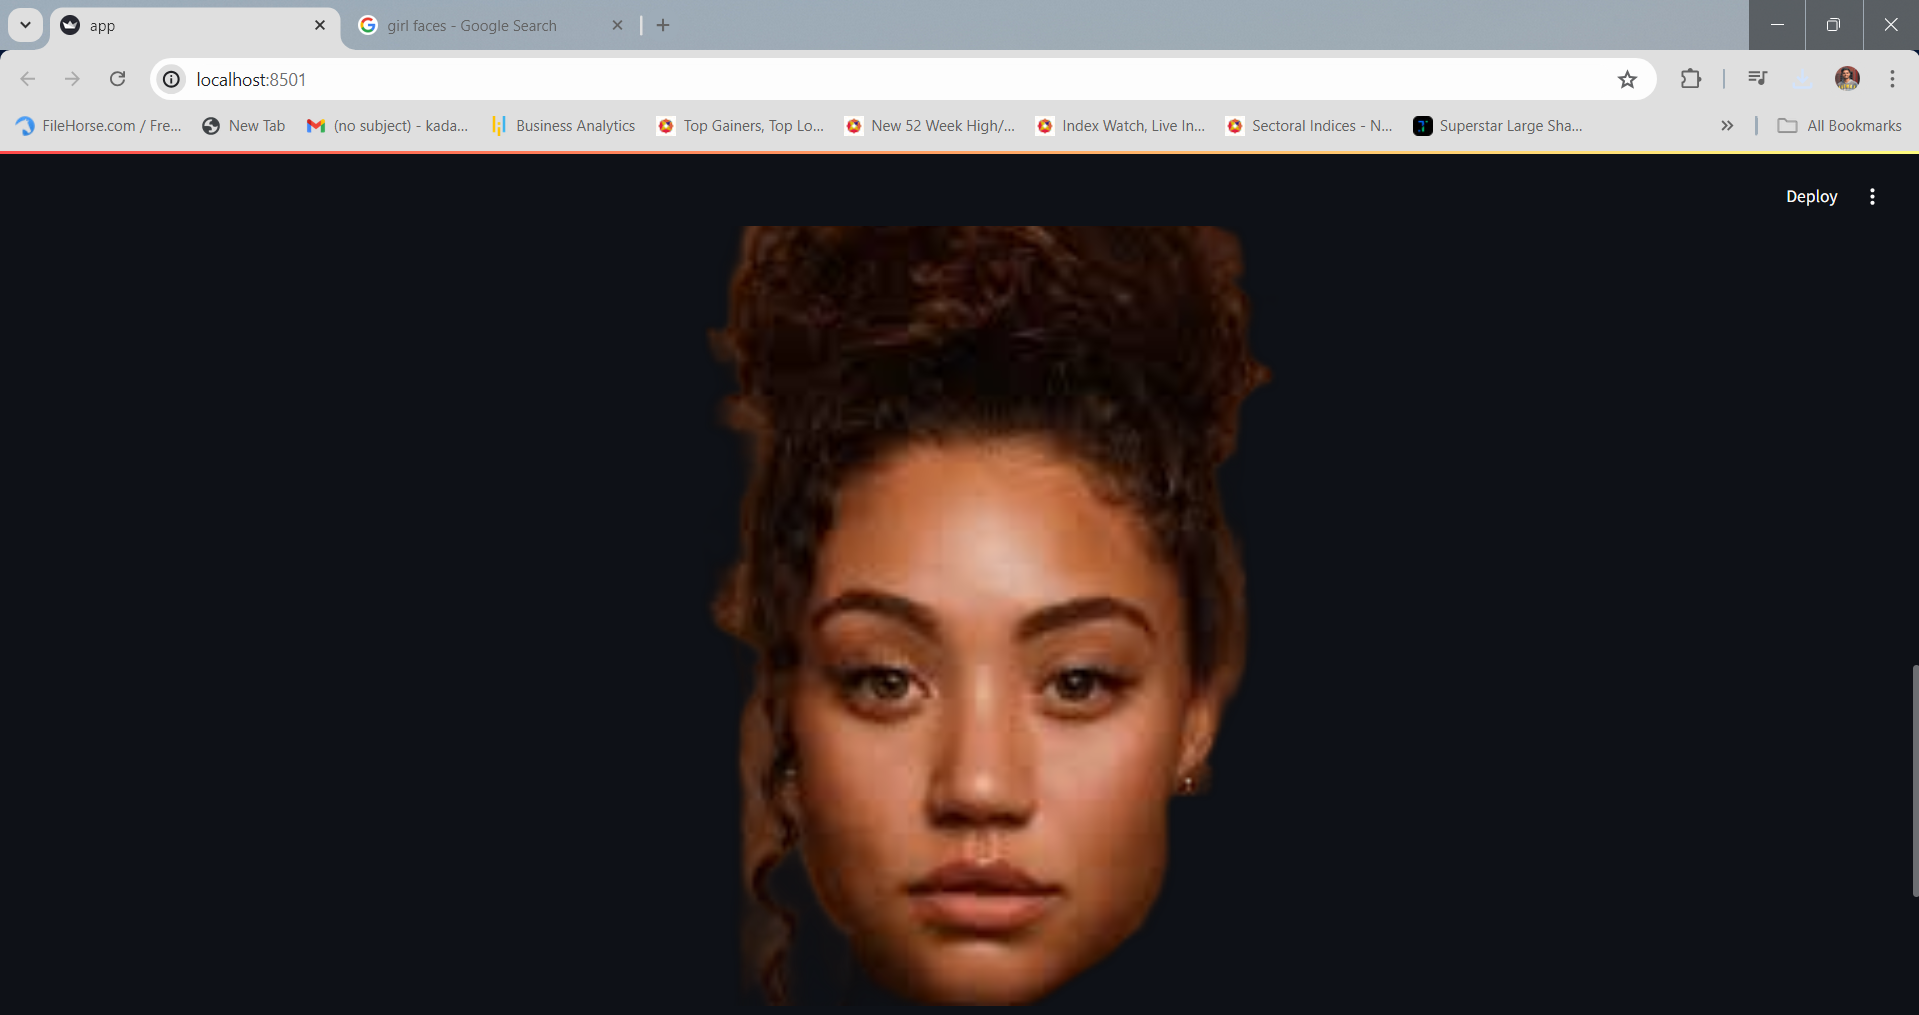 app
girl faces - Google Search
localhost:8501
FileHorse.com / Fre...
New Tab
(no subject) - kada...
Business Analytics
Top Gainers, Top Lo...
New 52 Week High/...
Index Watch, Live In...
Sectoral Indices - N...
Superstar Large Sha...
All Bookmarks
Deploy